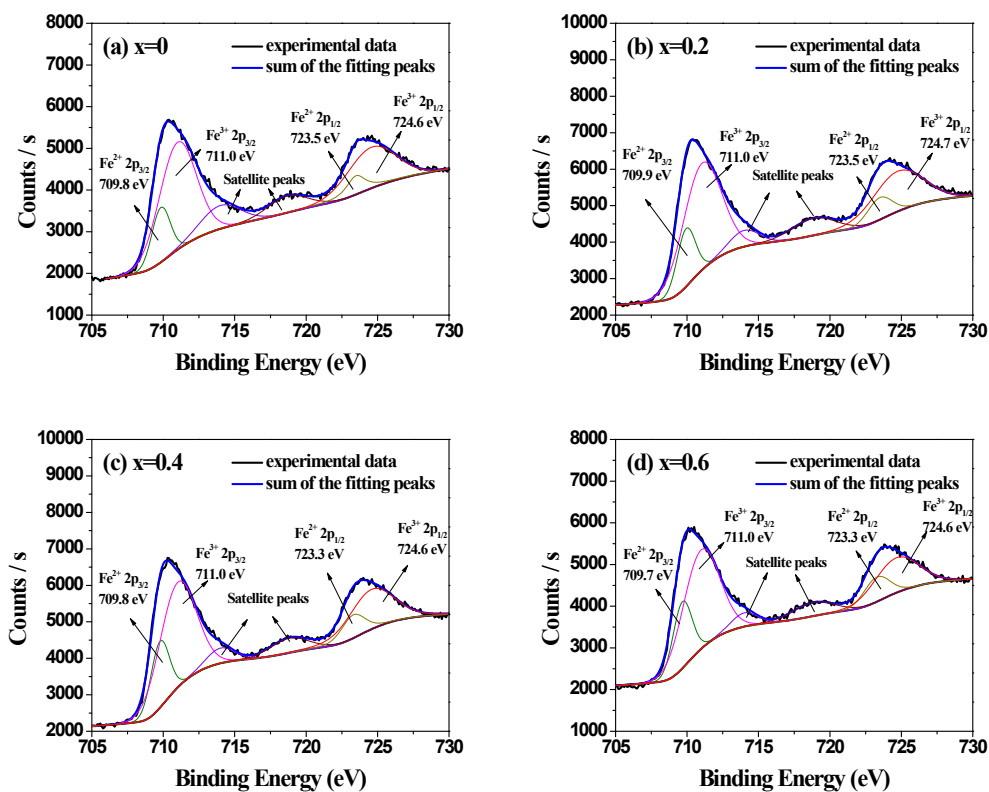 (a) x=0
experimental data
sum of the fitting peaks
Fe²⁺ 2p₃/₂
709.8 eV
Fe³⁺ 2p₃/₂
711.0 eV
Satellite peaks
Fe²⁺ 2p₁/₂
723.5 eV
Fe³⁺ 2p₁/₂
724.6 eV
8000
7000
6000
5000
4000
3000
2000
1000
Counts / s
705 710 715 720 725 730
Binding Energy (eV)
(b) x=0.2
experimental data
sum of the fitting peaks
Fe²⁺ 2p₃/₂
709.9 eV
Fe³⁺ 2p₃/₂
711.0 eV
Satellite peaks
Fe²⁺ 2p₁/₂
723.5 eV
Fe³⁺ 2p₁/₂
724.7 eV
10000
9000
8000
7000
6000
5000
4000
3000
2000
Counts / s
705 710 715 720 725 730
Binding Energy (eV)
(c) x=0.4
experimental data
sum of the fitting peaks
Fe²⁺ 2p₃/₂
709.8 eV
Fe³⁺ 2p₃/₂
711.0 eV
Satellite peaks
Fe²⁺ 2p₁/₂
723.3 eV
Fe³⁺ 2p₁/₂
724.6 eV
10000
9000
8000
7000
6000
5000
4000
3000
2000
Counts / s
705 710 715 720 725 730
Binding Energy (eV)
(d) x=0.6
experimental data
sum of the fitting peaks
Fe²⁺ 2p₃/₂
709.7 eV
Fe³⁺ 2p₃/₂
711.0 eV
Satellite peaks
Fe²⁺ 2p₁/₂
723.3 eV
Fe³⁺ 2p₁/₂
724.6 eV
8000
7000
6000
5000
4000
3000
2000
1000
Counts / s
705 710 715 720 725 730
Binding Energy (eV)